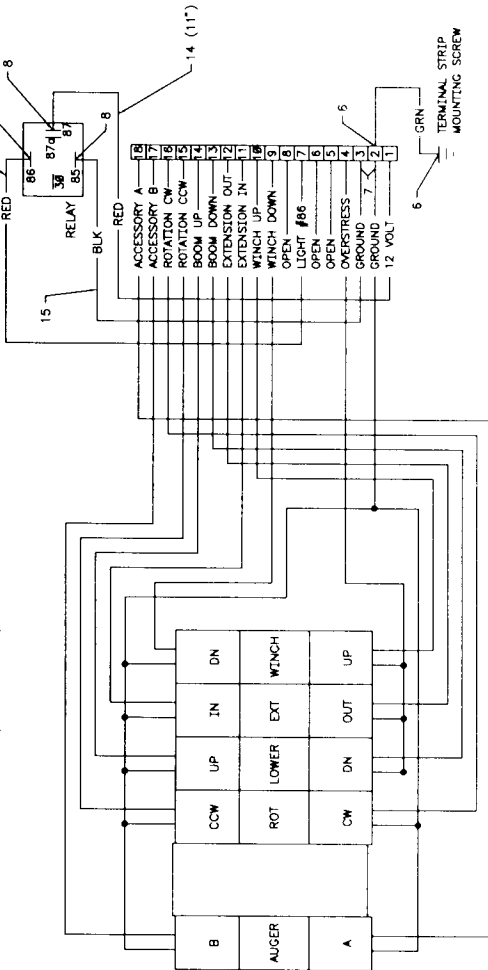 8
RED
86
87a
87
8
30
85
RELAY
14 (11")
BLK
15
RED
18 ACCESSORY A
17 ACCESSORY B
16 ROTATION CW
15 ROTATION CCW
14 BOOM UP
13 BOOM DOWN
12 EXTENSION OUT
11 EXTENSION IN
10 WINCH UP
9 WINCH DOWN
8 OPEN
7 LIGHT #86
6 OPEN
5 OPEN
4 OVERSTRESS
3 GROUND
2 GROUND
1 12 VOLT
7
6
GRN
6
TERMINAL STRIP
MOUNTING SCREW
B
CCW
UP
IN
DN
AUGER
ROT
LOWER
EXT
WINCH
A
CW
DN
OUT
UP